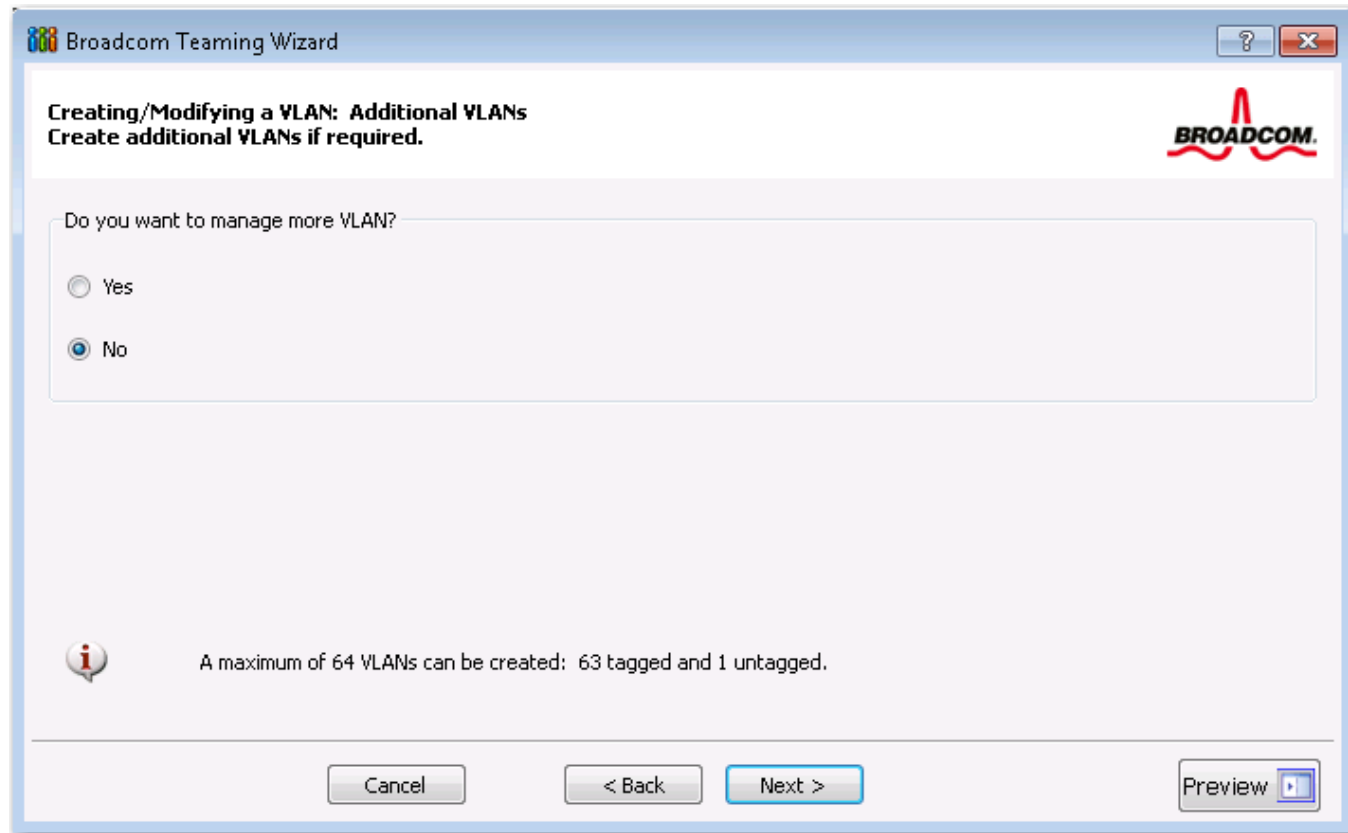 Broadcom Teaming Wizard
?
Creating/Modifying a VLAN: Additional VLANs
Create additional VLANs if required.
BROADCOM.
Do you want to manage more VLAN?
Yes
No
A maximum of 64 VLANs can be created: 63 tagged and 1 untagged.
Cancel
< Back
Next >
Preview